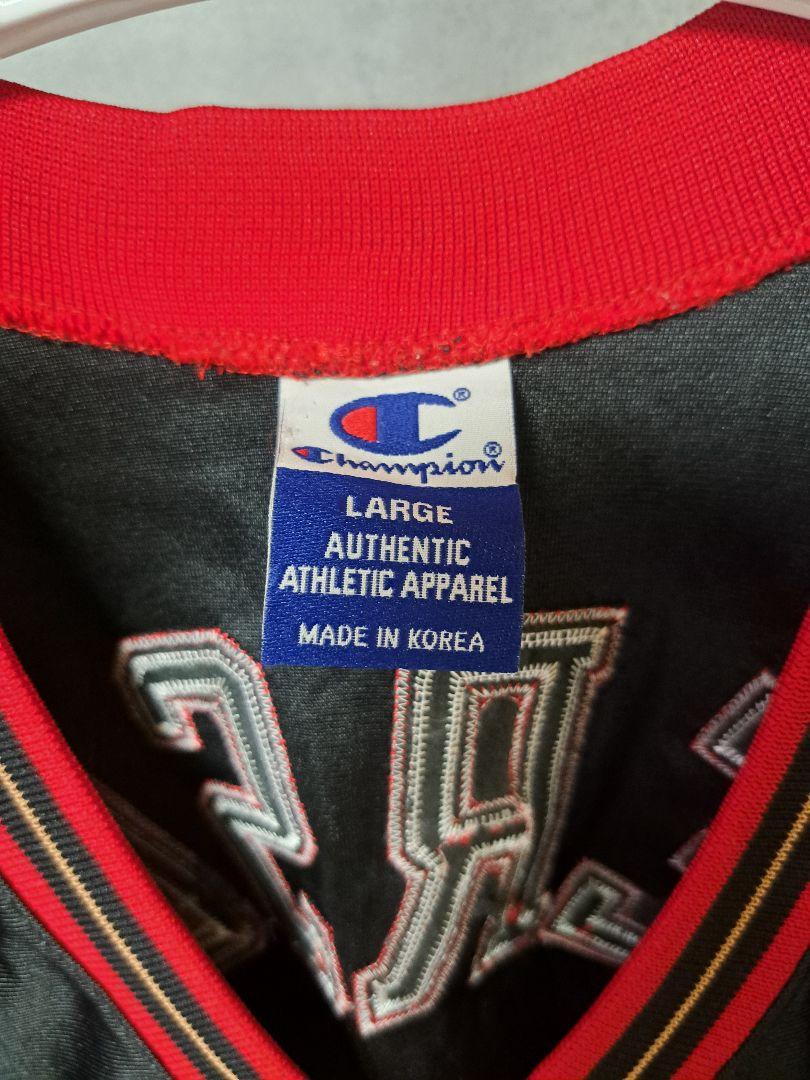 ®
Champion®
LARGE
AUTHENTIC
ATHLETIC APPAREL
MADE IN KOREA